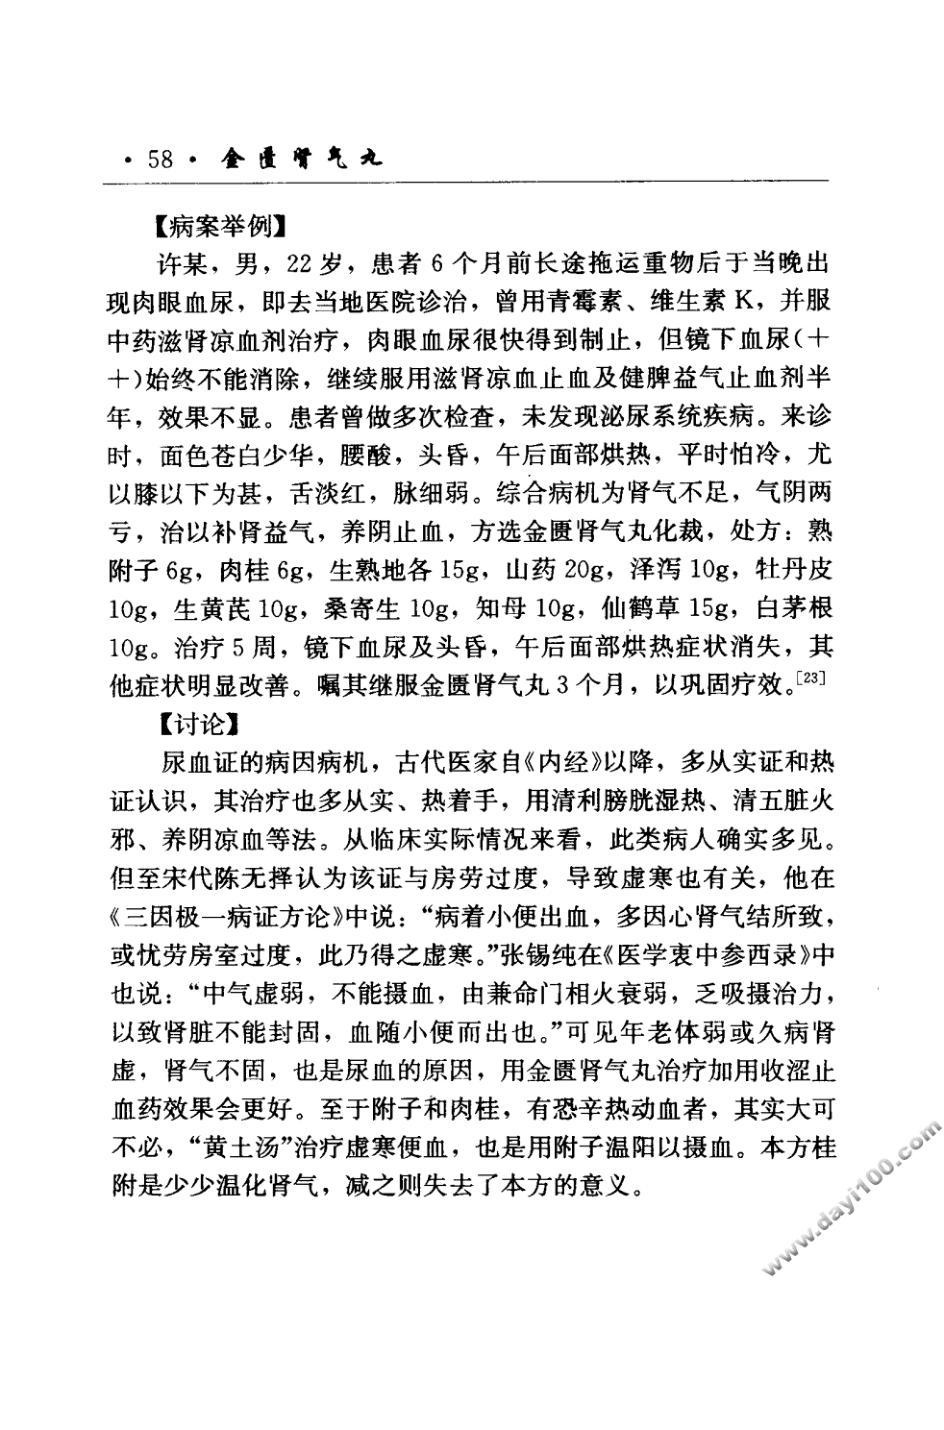 · 58 · 金匮肾气丸
【病案举例】
许某，男，22 岁，患者 6 个月前长途拖运重物后于当晚出
现肉眼血尿，即去当地医院诊治，曾用青霉素、维生素 K，并服
中药滋肾凉血剂治疗，肉眼血尿很快得到制止，但镜下血尿(＋
＋)始终不能消除，继续服用滋肾凉血止血及健脾益气止血剂半
年，效果不显。患者曾做多次检查，未发现泌尿系统疾病。来诊
时，面色苍白少华，腰酸，头昏，午后面部烘热，平时怕冷，尤
以膝以下为甚，舌淡红，脉细弱。综合病机为肾气不足，气阴两
亏，治以补肾益气，养阴止血，方选金匮肾气丸化裁，处方：熟
附子 6g，肉桂 6g，生熟地各 15g，山药 20g，泽泻 10g，牡丹皮
10g，生黄芪 10g，桑寄生 10g，知母 10g，仙鹤草 15g，白茅根
10g。治疗 5 周，镜下血尿及头昏，午后面部烘热症状消失，其
他症状明显改善。嘱其继服金匮肾气丸 3 个月，以巩固疗效。[23]
【讨论】
尿血证的病因病机，古代医家自《内经》以降，多从实证和热
证认识，其治疗也多从实、热着手，用清利膀胱湿热、清五脏火
邪、养阴凉血等法。从临床实际情况来看，此类病人确实多见。
但至宋代陈无择认为该证与房劳过度，导致虚寒也有关，他在
《三因极一病证方论》中说：“病着小便出血，多因心肾气结所致，
或忧劳房室过度，此乃得之虚寒。”张锡纯在《医学衷中参西录》中
也说：“中气虚弱，不能摄血，由兼命门相火衰弱，乏吸摄治力，
以致肾脏不能封固，血随小便而出也。”可见年老体弱或久病肾
虚，肾气不固，也是尿血的原因，用金匮肾气丸治疗加用收涩止
血药效果会更好。至于附子和肉桂，有恐辛热动血者，其实大可
不必，“黄土汤”治疗虚寒便血，也是用附子温阳以摄血。本方桂
附是少少温化肾气，减之则失去了本方的意义。
www.dayi100.com